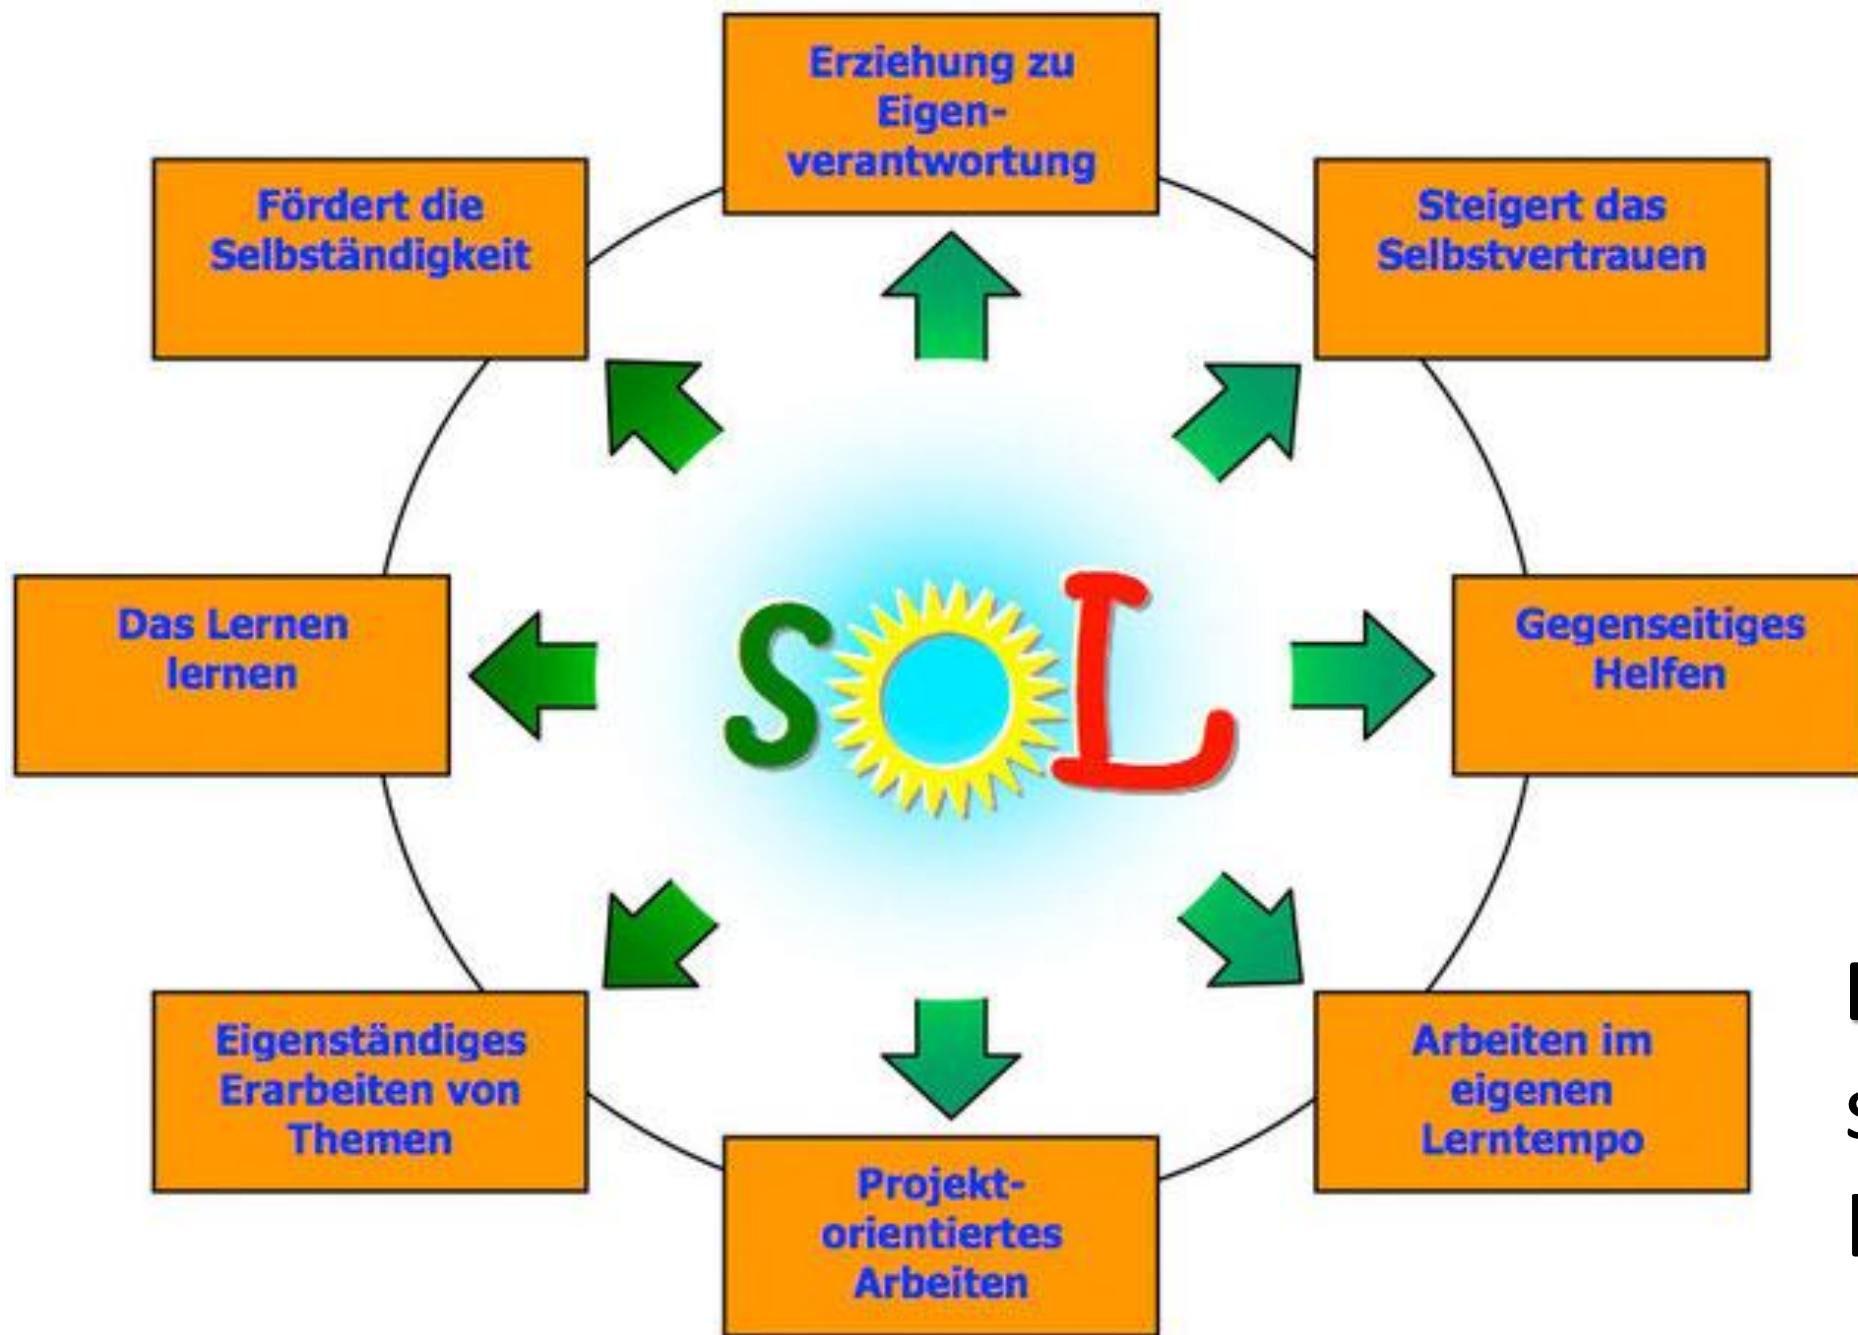 Erziehung zu
Eigen-
verantwortung
Fördert die
Selbständigkeit
Steigert das
Selbstvertrauen
Das Lernen
lernen
SOL
Gegenseitiges
Helfen
Eigenständiges
Erarbeiten von
Themen
Arbeiten im
eigenen
Lerntempo
Projekt-
orientiertes
Arbeiten